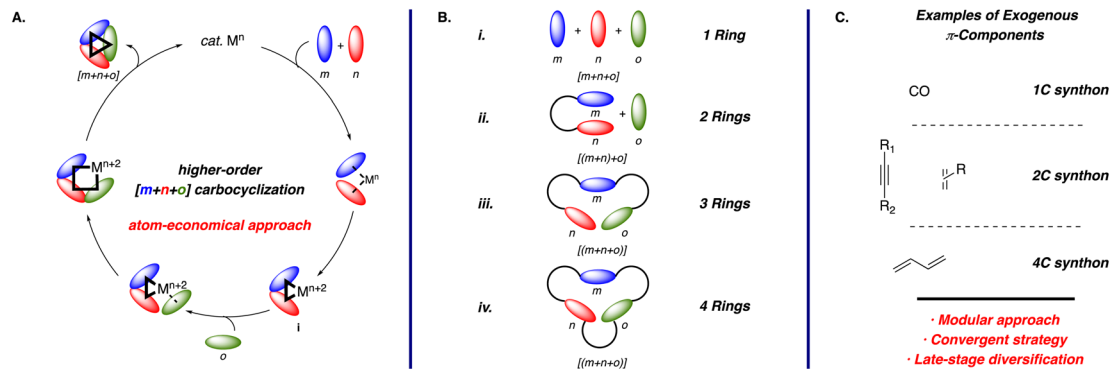 A.
cat. Mⁿ
[m+n+o]
+
m n
Mⁿ⁺²
Mⁿ
higher-order
[m+n+o] carbocyclization
atom-economical approach
Mⁿ⁺²
Mⁿ⁺²
i
o
B.
i.
+ +
1 Ring
m n o
[m+n+o]
ii.
m
+
2 Rings
n o
[(m+n)+o]
iii.
m
3 Rings
n o
[(m+n+o)]
iv.
m
4 Rings
n o
[(m+n+o)]
C.
Examples of Exogenous
π-Components
CO
1C synthon
R₁
n R
2C synthon
R₂
4C synthon
· Modular approach
· Convergent strategy
· Late-stage diversification